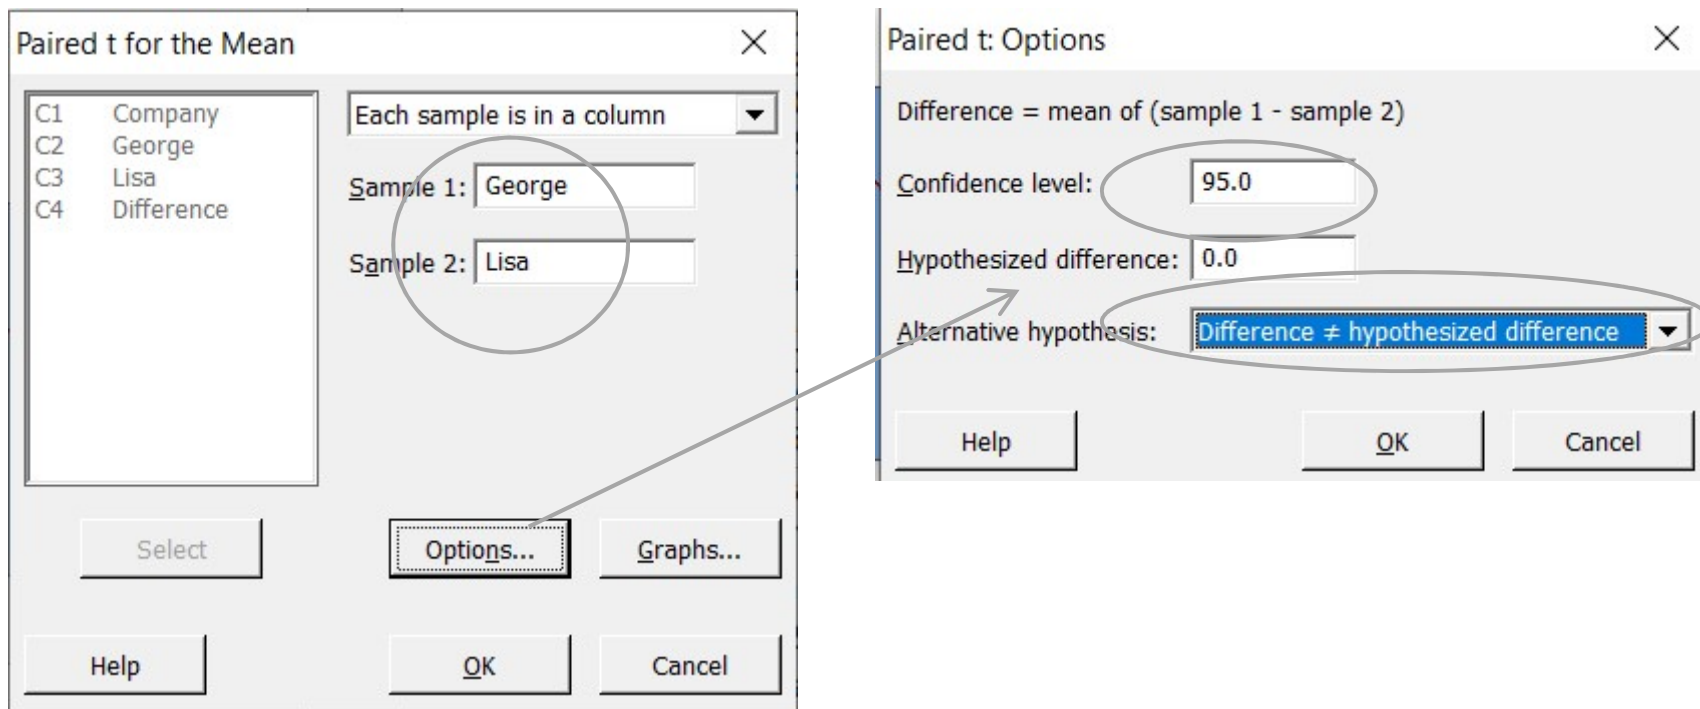 Paired t for the Mean
C1 Company
C2 George
C3 Lisa
C4 Difference
Each sample is in a column
Sample 1: George
Sample 2: Lisa
Select
Options...
Graphs...
Help
OK
Cancel
Paired t: Options
Difference = mean of (sample 1 - sample 2)
Confidence level: 95.0
Hypothesized difference: 0.0
Alternative hypothesis: Difference ≠ hypothesized difference
Help
OK
Cancel